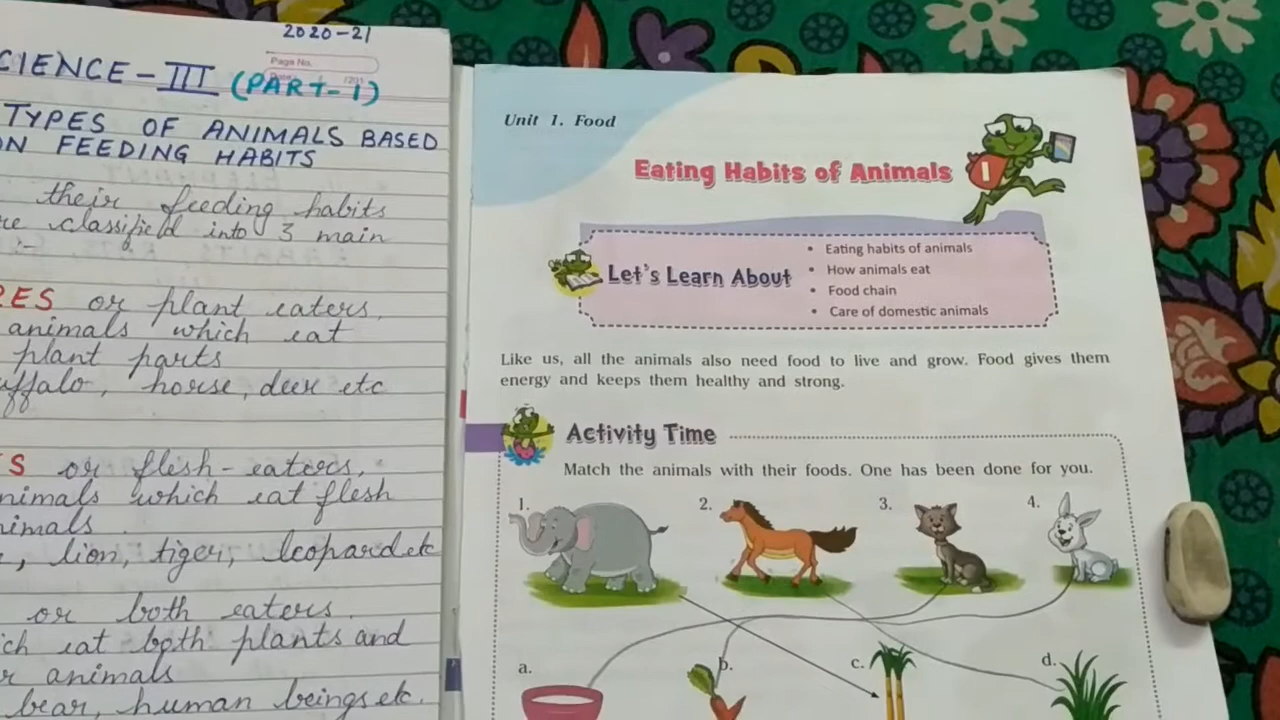 2020-21
Page No.
CIENCE-III (PART-1)
TYPES OF ANIMALS BASED
ON FEEDING HABITS
their feeding habits
re classified into 3 main
:-
RES or plant eaters,
animals which eat
plant parts
uffalo, horse, deer etc
S or flesh-eaters,
nimals which eat flesh
nimals
lion, tiger, leopard etc
or both eaters
ch eat both plants and
r animals
bear, human beings etc.
Unit 1. Food
Eating Habits of Animals 1
Let's Learn About
• Eating habits of animals
• How animals eat
• Food chain
• Care of domestic animals
Like us, all the animals also need food to live and grow. Food gives them
energy and keeps them healthy and strong.
Activity Time
Match the animals with their foods. One has been done for you.
1. 2. 3. 4.
a. b. c. d.